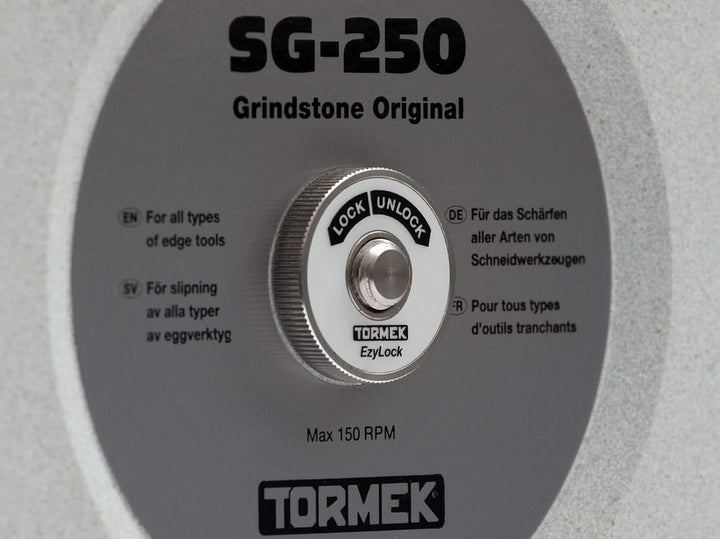 SG-250
Grindstone Original
EN For all types
of edge tools
SV För slipning
av alla typer
av eggverktyg
LOCK UNLOCK
TORMEK
EzyLock
DE Für das Schärfen
aller Arten von
Schneidwerkzeugen
FR Pour tous types
d'outils tranchants
Max 150 RPM
TORMEK